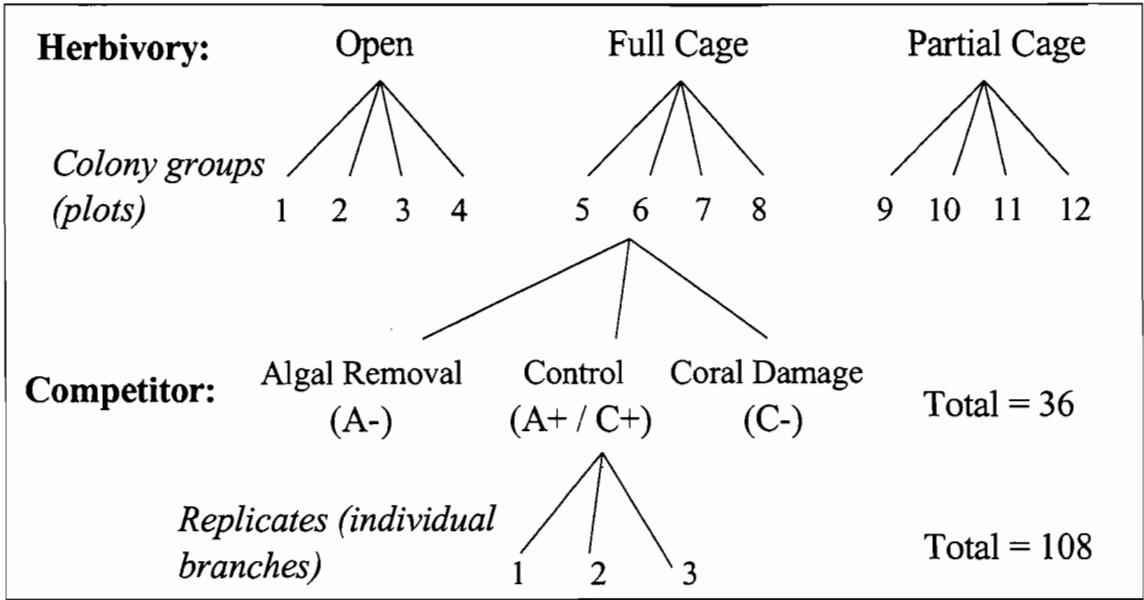 Herbivory: Open Full Cage Partial Cage
Colony groups
(plots) 1 2 3 4 5 6 7 8 9 10 11 12
Competitor: Algal Removal Control Coral Damage
(A-) (A+ / C+) (C-) Total = 36
Replicates (individual
branches) 1 2 3 Total = 108